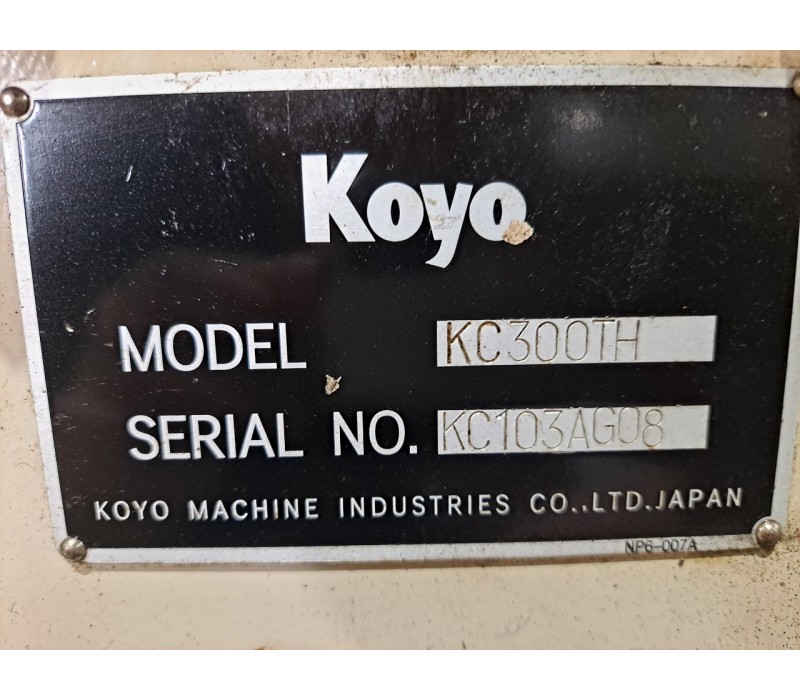 Koyo
MODEL KC300TH
SERIAL NO. KC103AG08
KOYO MACHINE INDUSTRIES CO.,LTD.JAPAN
NP6-007A